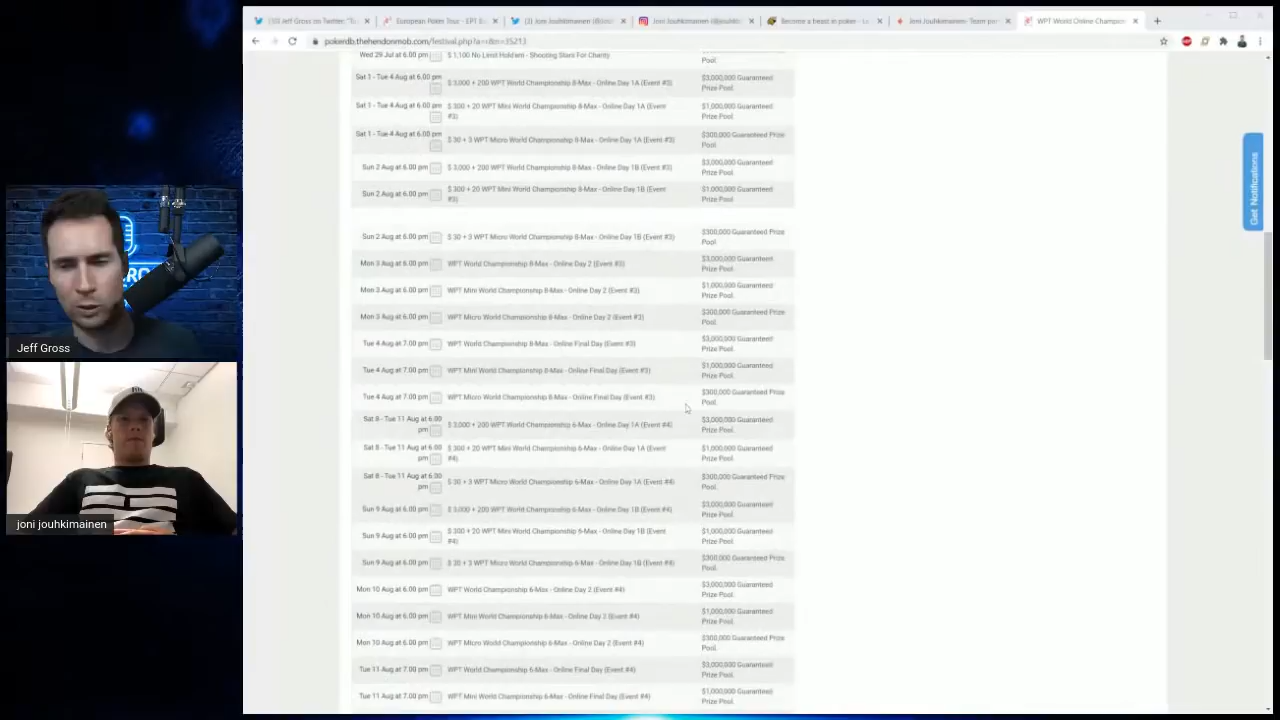 (50) Jeff Gross on Twitter: "Tu
European Poker Tour - EPT
Become a beast in poker - Le
Joni Jouhkimainen- Team
WPT World Online Champion
pokerdb.thehendonmob.com/festival.php?a=r&n=35213
Wed 29 Jul at 6.00 pm $ 1,100 No Limit Hold'em - Shooting Stars For Charity Pool.
Sat 1 - Tue 4 Aug at 6.00 pm $ 3,000 + 200 WPT World Championship 8-Max - Online Day 1A (Event #3) $3,000,000 Guaranteed Prize Pool.
Sat 1 - Tue 4 Aug at 6.00 pm $ 300 + 20 WPT Mini World Championship 8-Max - Online Day 1A (Event #3) $1,000,000 Guaranteed Prize Pool.
Sat 1 - Tue 4 Aug at 6.00 pm $ 30 + 3 WPT Micro World Championship 8-Max - Online Day 1A (Event #3) $300,000 Guaranteed Prize Pool.
Sun 2 Aug at 6.00 pm $ 3,000 + 200 WPT World Championship 8-Max - Online Day 1B (Event #3) $3,000,000 Guaranteed Prize Pool.
Sun 2 Aug at 6.00 pm $ 300 + 20 WPT Mini World Championship 8-Max - Online Day 1B (Event #3) $1,000,000 Guaranteed Prize Pool.
Sun 2 Aug at 6.00 pm $ 30 + 3 WPT Micro World Championship 8-Max - Online Day 1B (Event #3) $300,000 Guaranteed Prize Pool.
Mon 3 Aug at 6.00 pm WPT World Championship 8-Max - Online Day 2 (Event #3) $3,000,000 Guaranteed Prize Pool.
Mon 3 Aug at 6.00 pm WPT Mini World Championship 8-Max - Online Day 2 (Event #3) $1,000,000 Guaranteed Prize Pool.
Mon 3 Aug at 6.00 pm WPT Micro World Championship 8-Max - Online Day 2 (Event #3) $300,000 Guaranteed Prize Pool.
Tue 4 Aug at 7.00 pm WPT World Championship 8-Max - Online Final Day (Event #3) $3,000,000 Guaranteed Prize Pool.
Tue 4 Aug at 7.00 pm WPT Mini World Championship 8-Max - Online Final Day (Event #3) $1,000,000 Guaranteed Prize Pool.
Tue 4 Aug at 7.00 pm WPT Micro World Championship 8-Max - Online Final Day (Event #3) $300,000 Guaranteed Prize Pool.
Sat 8 - Tue 11 Aug at 6.00 pm $ 3,000 + 200 WPT World Championship 6-Max - Online Day 1A (Event #4) $3,000,000 Guaranteed Prize Pool.
Sat 8 - Tue 11 Aug at 6.00 pm $ 300 + 20 WPT Mini World Championship 6-Max - Online Day 1A (Event #4) $1,000,000 Guaranteed Prize Pool.
Sat 8 - Tue 11 Aug at 6.00 pm $ 30 + 3 WPT Micro World Championship 6-Max - Online Day 1A (Event #4) $300,000 Guaranteed Prize Pool.
Sun 9 Aug at 6.00 pm $ 3,000 + 200 WPT World Championship 6-Max - Online Day 1B (Event #4) $3,000,000 Guaranteed Prize Pool.
Sun 9 Aug at 6.00 pm $ 300 + 20 WPT Mini World Championship 6-Max - Online Day 1B (Event #4) $1,000,000 Guaranteed Prize Pool.
Sun 9 Aug at 6.00 pm $ 30 + 3 WPT Micro World Championship 6-Max - Online Day 1B (Event #4) $300,000 Guaranteed Prize Pool.
Mon 10 Aug at 6.00 pm WPT World Championship 6-Max - Online Day 2 (Event #4) $3,000,000 Guaranteed Prize Pool.
Mon 10 Aug at 6.00 pm WPT Mini World Championship 6-Max - Online Day 2 (Event #4) $1,000,000 Guaranteed Prize Pool.
Mon 10 Aug at 6.00 pm WPT Micro World Championship 6-Max - Online Day 2 (Event #4) $300,000 Guaranteed Prize Pool.
Tue 11 Aug at 7.00 pm WPT World Championship 6-Max - Online Final Day (Event #4) $3,000,000 Guaranteed Prize Pool.
Tue 11 Aug at 7.00 pm WPT Mini World Championship 6-Max - Online Final Day (Event #4) $1,000,000 Guaranteed Prize Pool.
Get Notifications
Jeff Gross
joni jouhkimainen